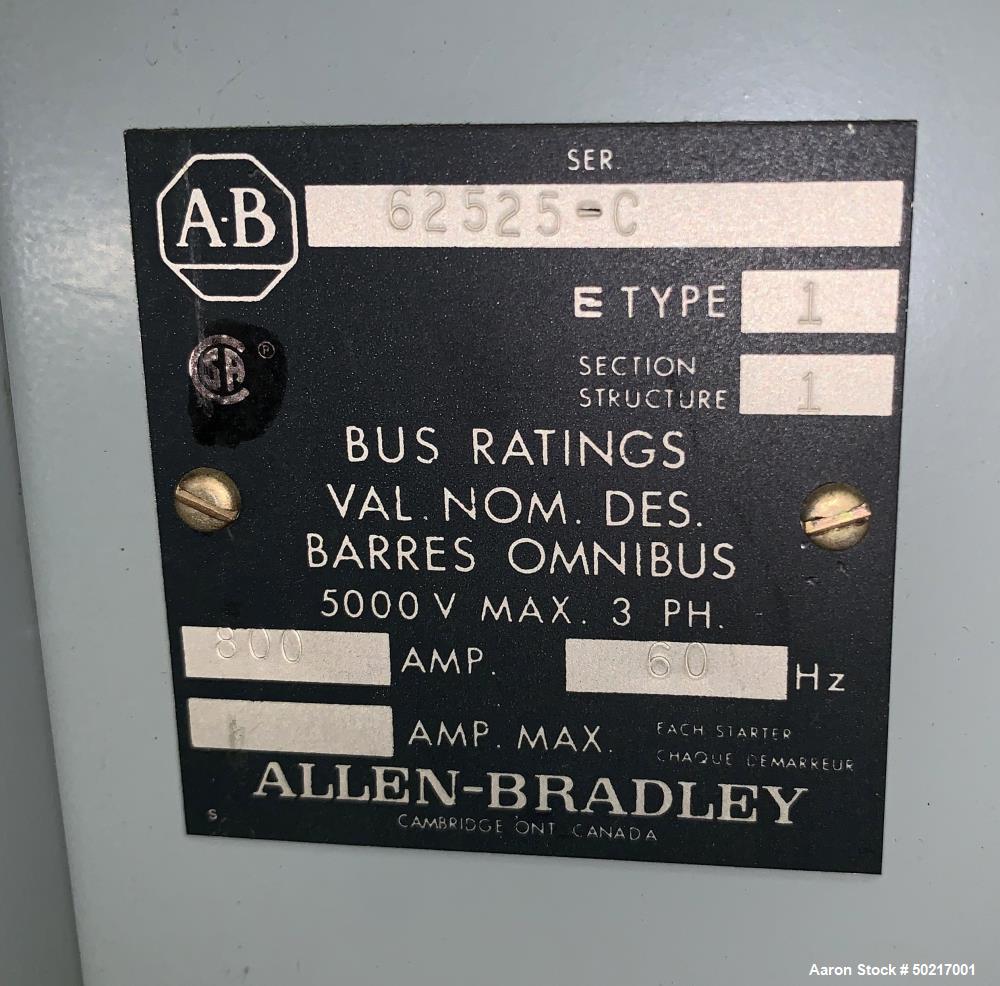 SER.
A·B
62525-C
E TYPE 1
SA ®
SECTION
STRUCTURE 1
BUS RATINGS
VAL. NOM. DES.
BARRES OMNIBUS
5000 V MAX. 3 PH.
800 AMP. 60 Hz
AMP. MAX. EACH STARTER
CHAQUE DEMARREUR
ALLEN-BRADLEY
S CAMBRIDGE ONT. CANADA
Aaron Stock # 50217001